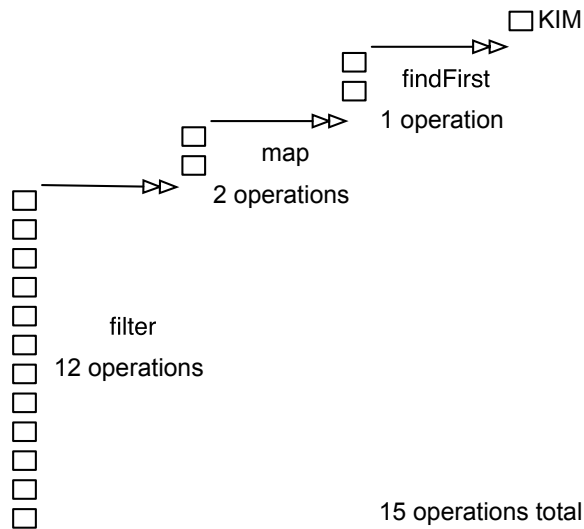 KIM
findFirst
1 operation
map
2 operations
filter
12 operations
15 operations total